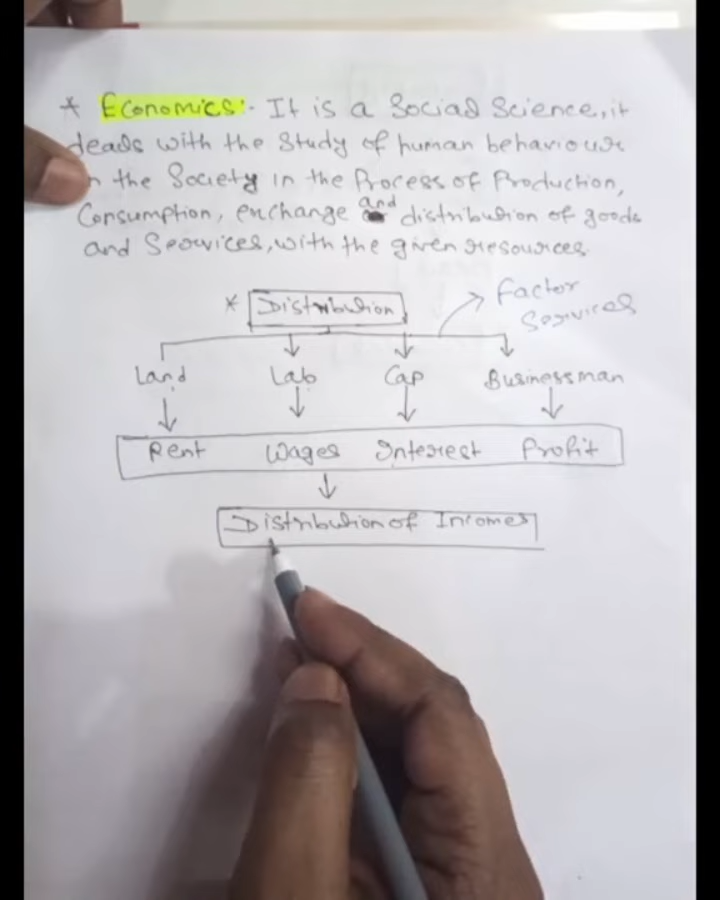 * Economics:- It is a Social Science, it
deals with the Study of human behaviour
in the Society in the Process of Production,
Consumption, exchange and distribution of goods
and Services, with the given resources.
* Distribution
Factor
Services
Land Lab Cap Businessman
Rent Wages Interest Profit
Distribution of Incomes